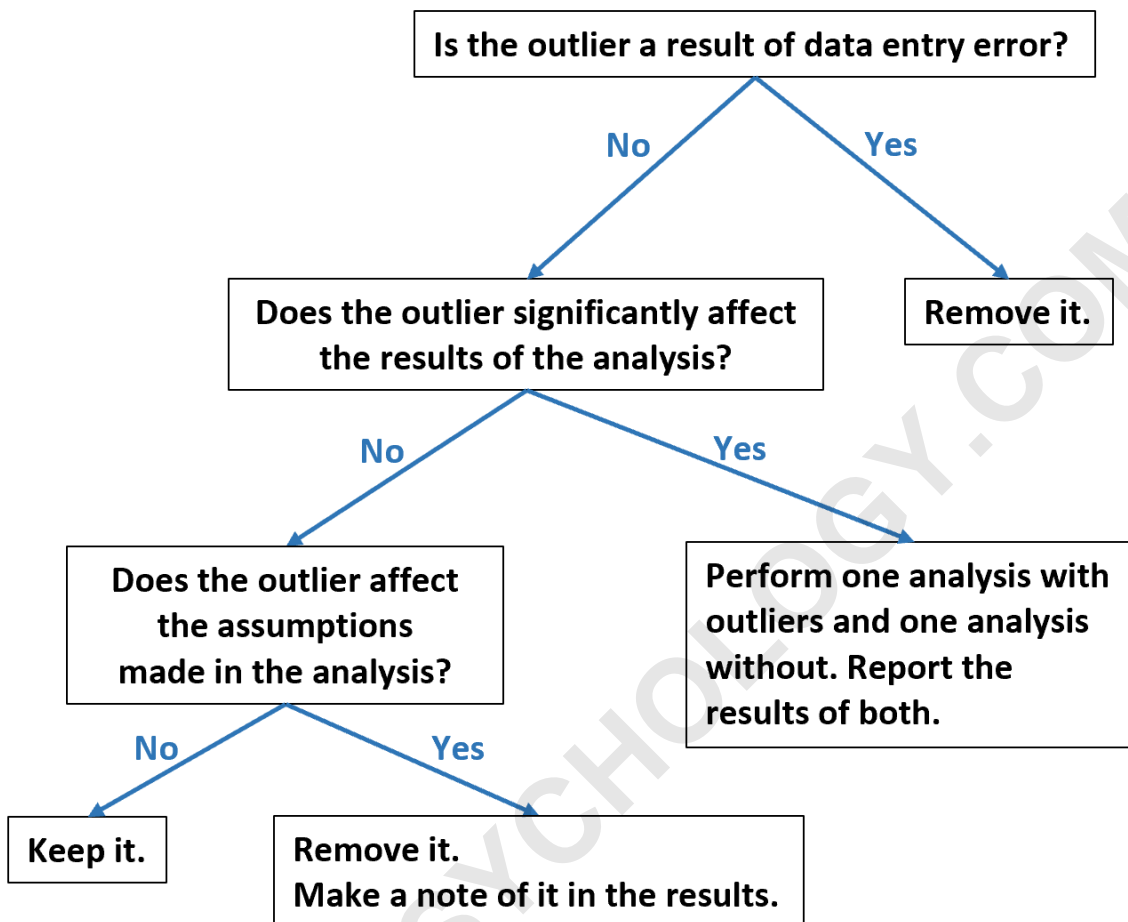 Is the outlier a result of data entry error?
No
Yes
Does the outlier significantly affect
the results of the analysis?
Remove it.
No
Yes
Does the outlier affect
the assumptions
made in the analysis?
Perform one analysis with
outliers and one analysis
without. Report the
results of both.
No
Yes
Keep it.
Remove it.
Make a note of it in the results.
SYCHOLOGY.COM